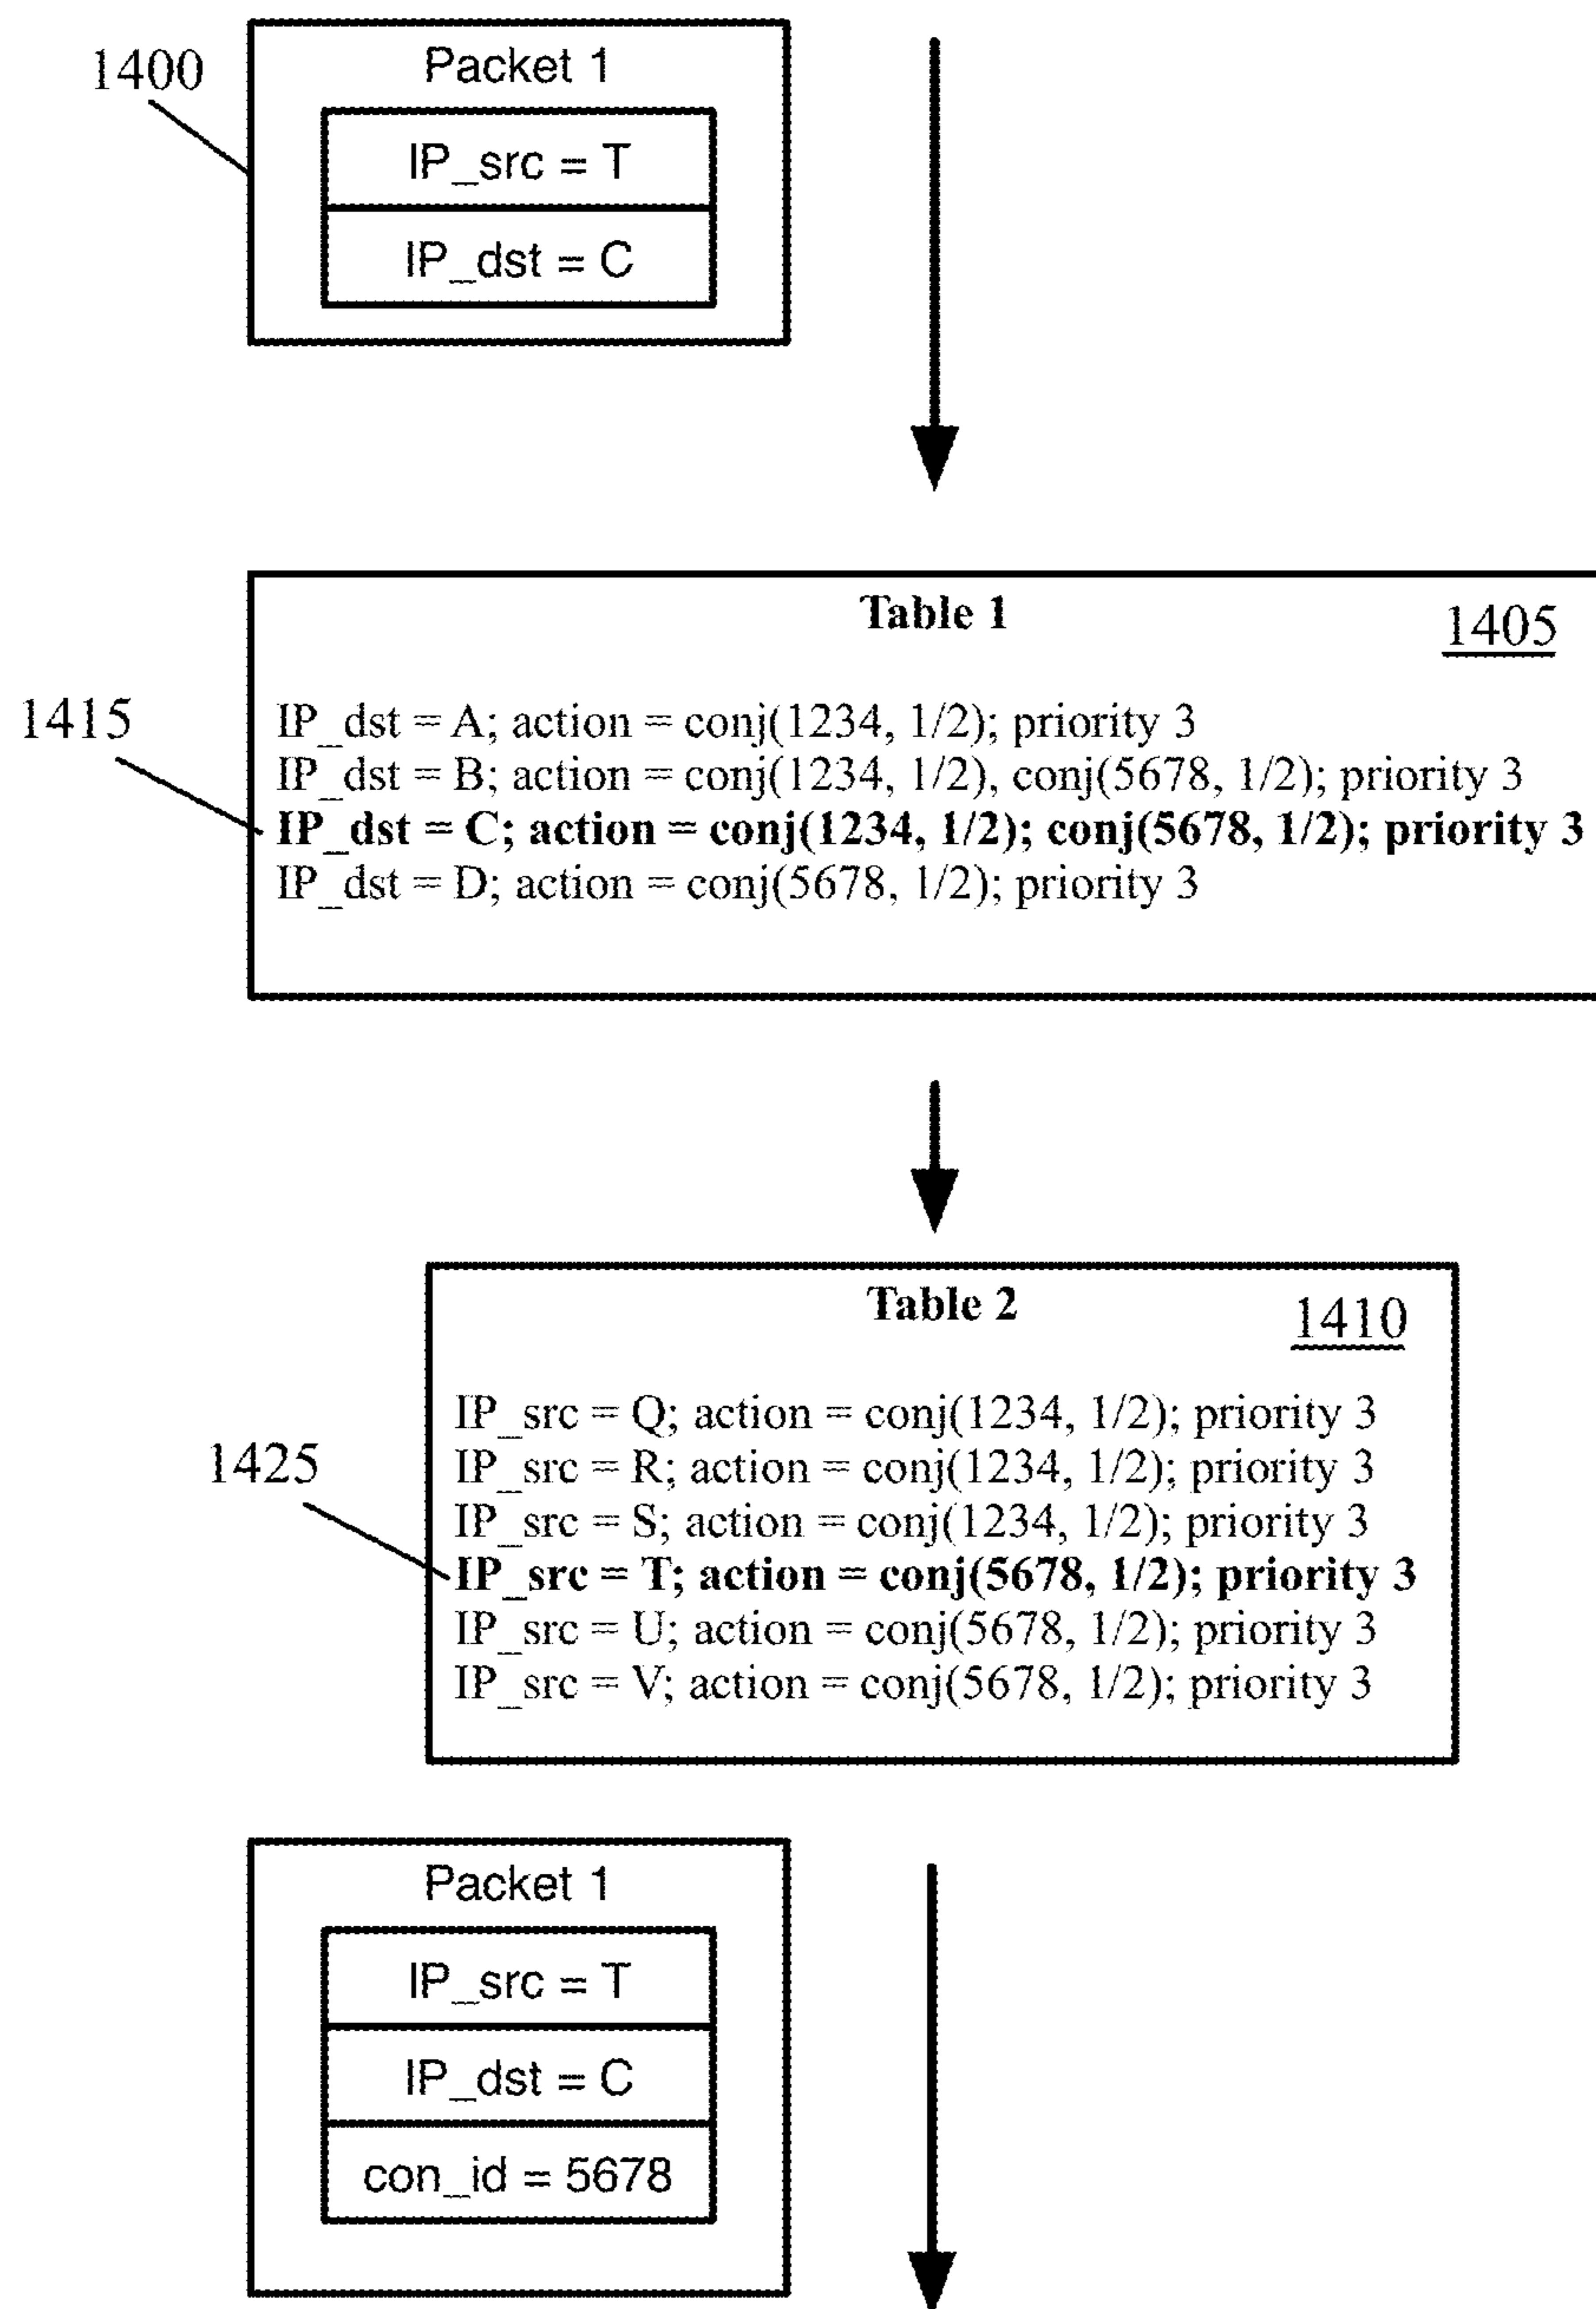 1400
Packet 1
IP_src = T
IP_dst = C
Table 1
1405
1415
IP_dst = A; action = conj(1234, 1/2); priority 3
IP_dst = B; action = conj(1234, 1/2), conj(5678, 1/2); priority 3
IP_dst = C; action = conj(1234, 1/2); conj(5678, 1/2); priority 3
IP_dst = D; action = conj(5678, 1/2); priority 3
Table 2
1410
1425
IP_src = Q; action = conj(1234, 1/2); priority 3
IP_src = R; action = conj(1234, 1/2); priority 3
IP_src = S; action = conj(1234, 1/2); priority 3
IP_src = T; action = conj(5678, 1/2); priority 3
IP_src = U; action = conj(5678, 1/2); priority 3
IP_src = V; action = conj(5678, 1/2); priority 3
Packet 1
IP_src = T
IP_dst = C
con_id = 5678